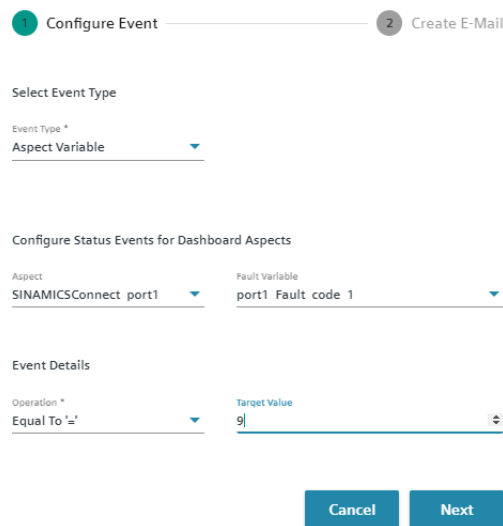 1 Configure Event 2 Create E-Mail
Select Event Type
Event Type *
Aspect Variable
Configure Status Events for Dashboard Aspects
Aspect Fault Variable
SINAMICSConnect port1 port1 Fault code 1
Event Details
Operation * Target Value
Equal To '=' 9
Cancel Next